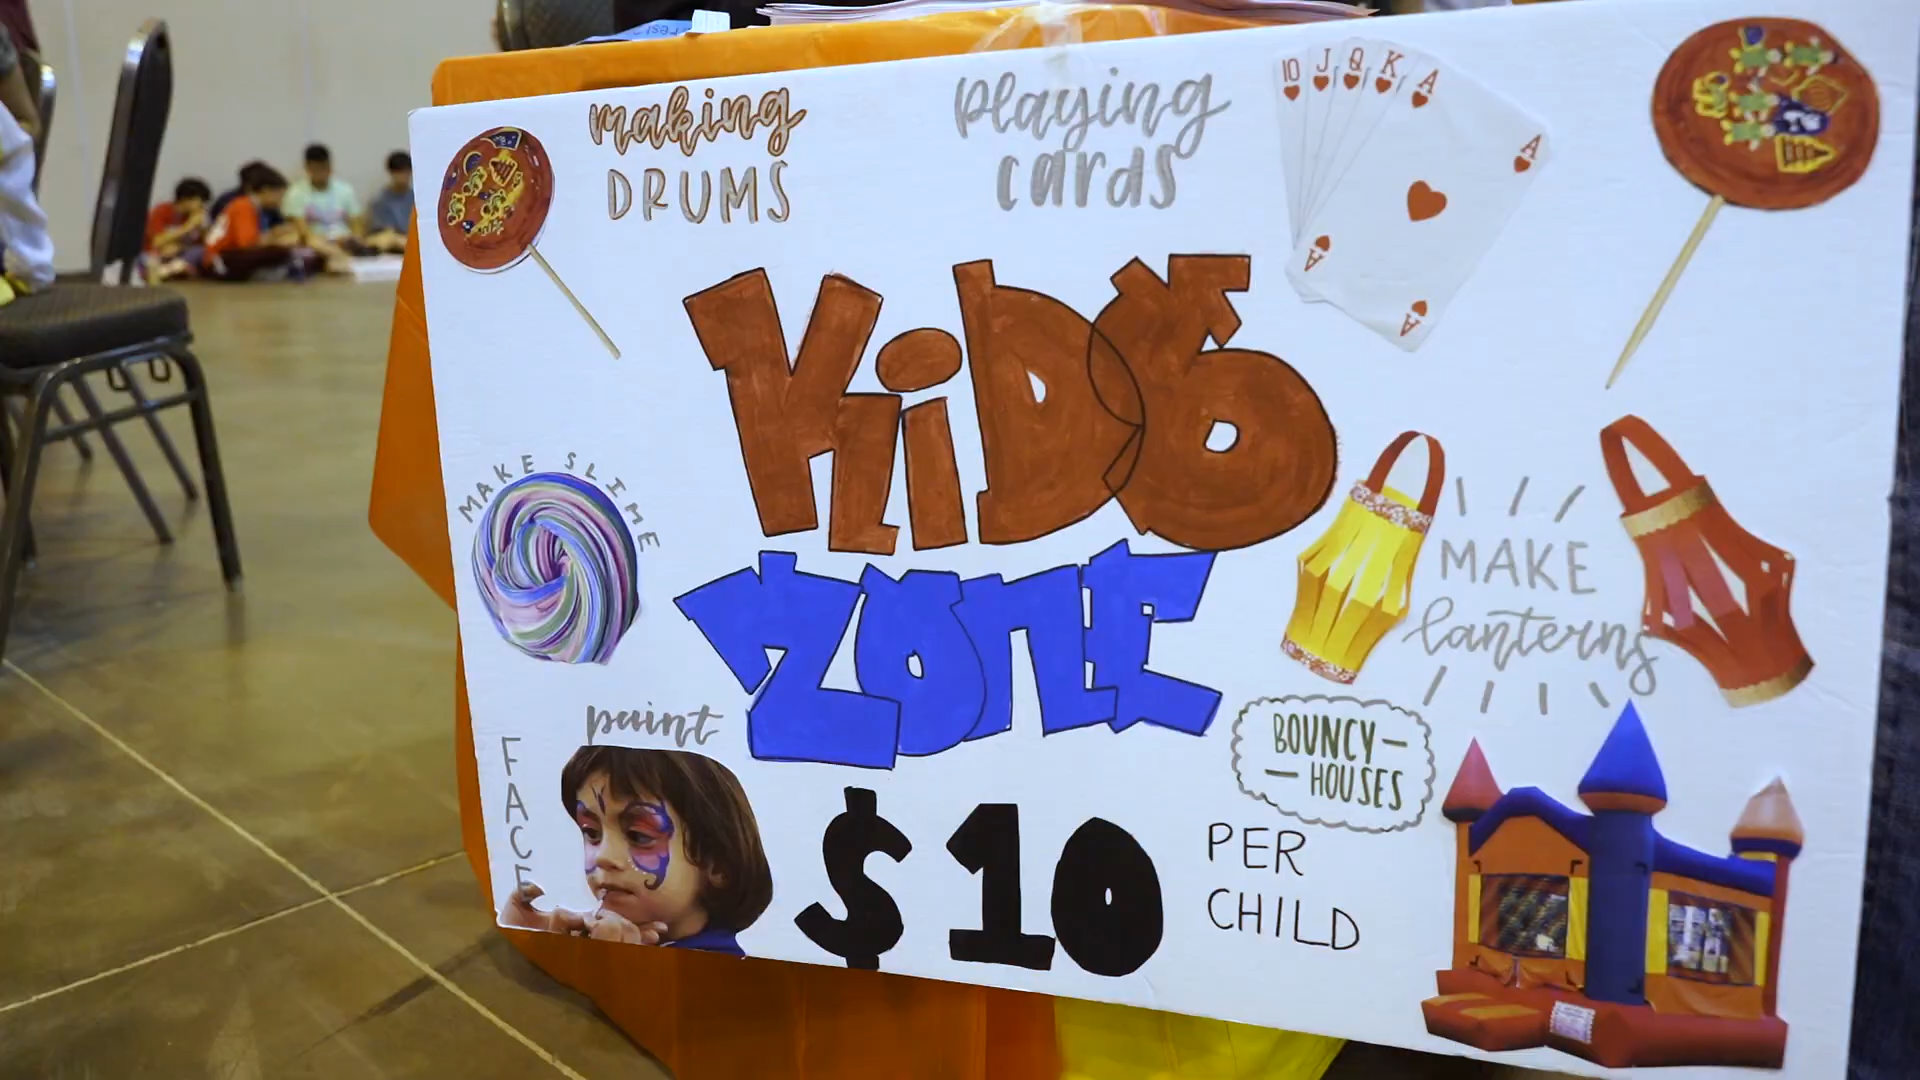 making
DRUMS
Playing
cards
10 J Q K A
A
A
A
KiDS
ZONE
MAKE SLIME
MAKE
lanterns
paint
FACE
BOUNCY
HOUSES
$10
PER
CHILD